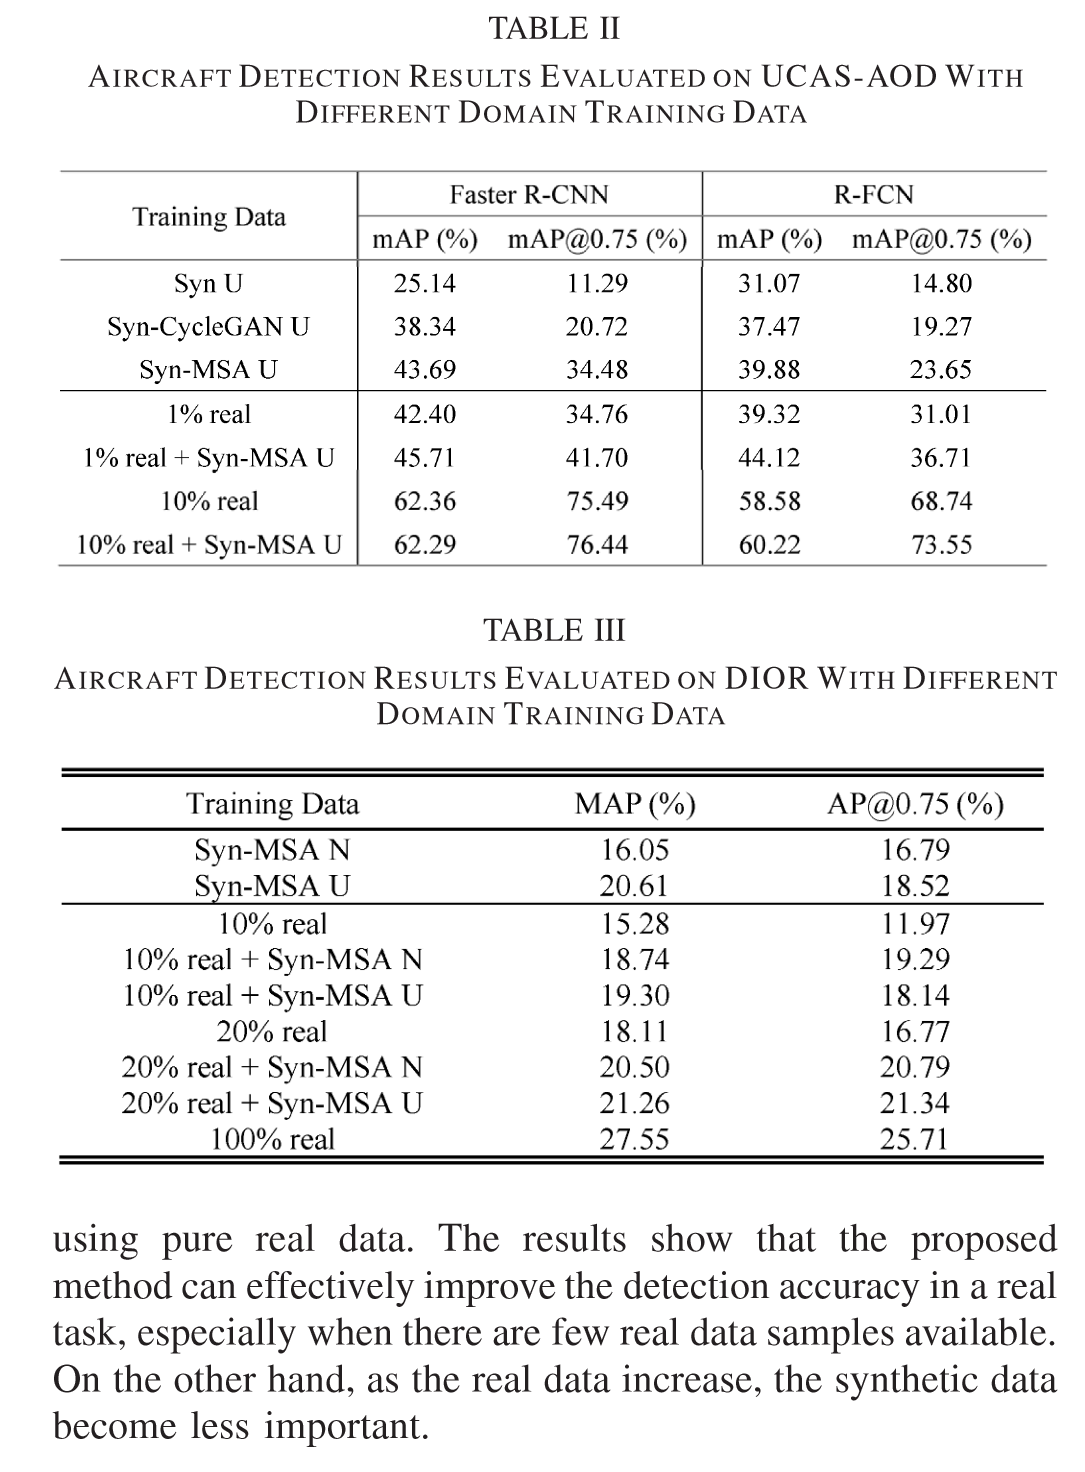 TABLE II
AIRCRAFT DETECTION RESULTS EVALUATED ON UCAS-AOD WITH
DIFFERENT DOMAIN TRAINING DATA
Training Data Faster R-CNN R-FCN
mAP (%) mAP@0.75 (%) mAP (%) mAP@0.75 (%)
Syn U 25.14 11.29 31.07 14.80
Syn-CycleGAN U 38.34 20.72 37.47 19.27
Syn-MSA U 43.69 34.48 39.88 23.65
1% real 42.40 34.76 39.32 31.01
1% real + Syn-MSA U 45.71 41.70 44.12 36.71
10% real 62.36 75.49 58.58 68.74
10% real + Syn-MSA U 62.29 76.44 60.22 73.55
TABLE III
AIRCRAFT DETECTION RESULTS EVALUATED ON DIOR WITH DIFFERENT
DOMAIN TRAINING DATA
Training Data MAP (%) AP@0.75 (%)
Syn-MSA N 16.05 16.79
Syn-MSA U 20.61 18.52
10% real 15.28 11.97
10% real + Syn-MSA N 18.74 19.29
10% real + Syn-MSA U 19.30 18.14
20% real 18.11 16.77
20% real + Syn-MSA N 20.50 20.79
20% real + Syn-MSA U 21.26 21.34
100% real 27.55 25.71
using pure real data. The results show that the proposed
method can effectively improve the detection accuracy in a real
task, especially when there are few real data samples available.
On the other hand, as the real data increase, the synthetic data
become less important.